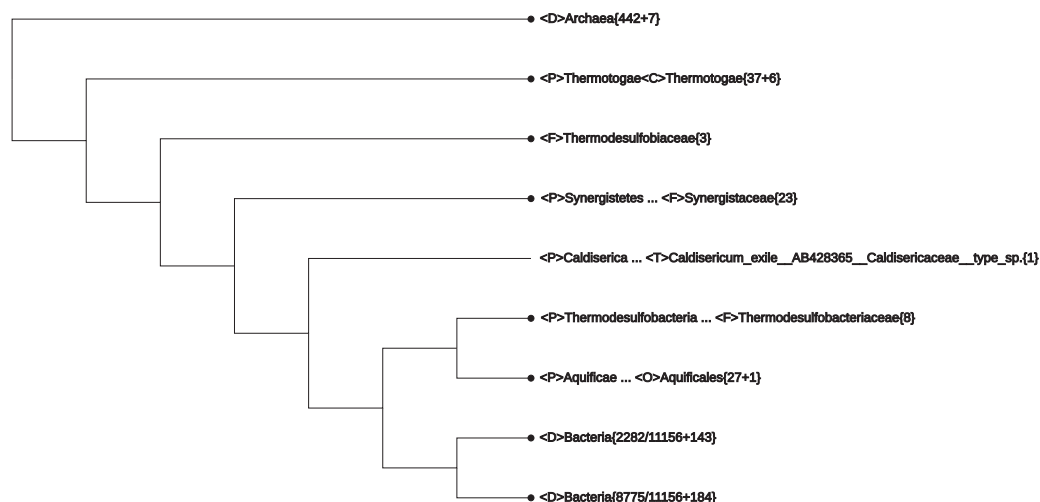 <D>Archaea{442+7}
<P>Thermotogae<C>Thermotogae{37+6}
<F>Thermodesulfobiaceae{3}
<P>Synergistetes ... <F>Synergistaceae{23}
<P>Caldiserica ... <T>Caldisericum_exile__AB428365__Caldisericaceae__type_sp.{1}
<P>Thermodesulfobacteria ... <F>Thermodesulfobacteriaceae{8}
<P>Aquificae ... <O>Aquificales{27+1}
<D>Bacteria{2282/11156+143}
<D>Bacteria{8775/11156+184}